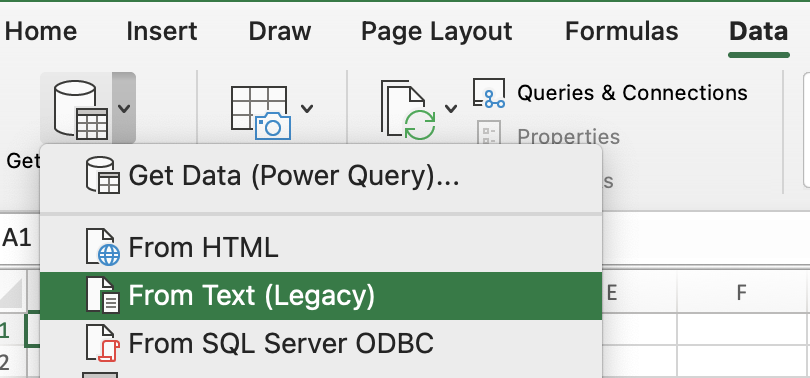 Home Insert Draw Page Layout Formulas Data
Queries & Connections
Properties
Get
s
Get Data (Power Query)...
A1
From HTML
From Text (Legacy)
E F
1
From SQL Server ODBC
2